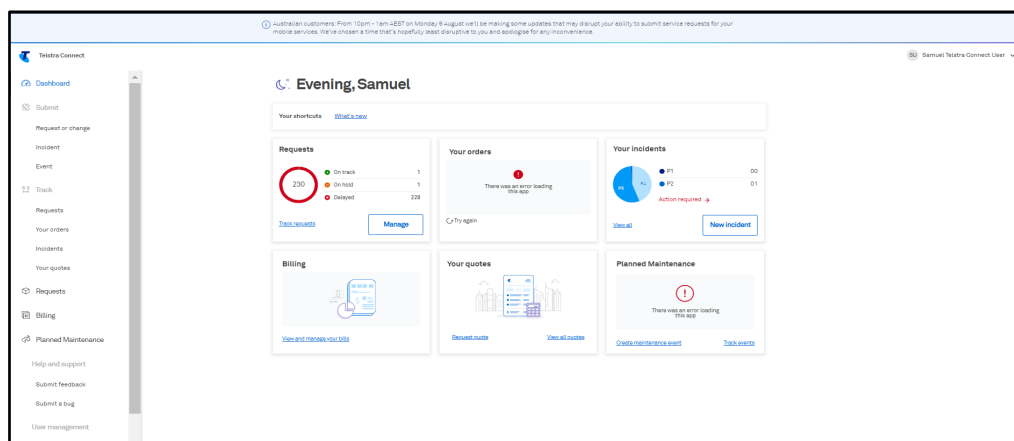 Australian customers: From 10pm - 1am AEST on Monday 9 August we'll be making some updates that may disrupt your ability to submit service requests for your
mobile services. We've chosen a time that's hopefully least disruptive to you and apologise for any inconvenience.
Telstra Connect
SU Samuel Telstra Connect User
Dashboard
Submit
Request or change
Incident
Event
Track
Requests
Your orders
Incidents
Your quotes
Requests
Billing
Planned Maintenance
Help and support
Submit feedback
Submit a bug
User management
Evening, Samuel
Your shortcuts What's new
Requests
230
On track 1
On hold 1
Delayed 228
Track requests Manage
Your orders
There was an error loading
this app
Try again
Your incidents
P3 P4
P1 00
P2 01
Action required
View all New incident
Billing
View and manage your bills
Your quotes
Request quote View all quotes
Planned Maintenance
There was an error loading
this app
Create maintenance event Track events